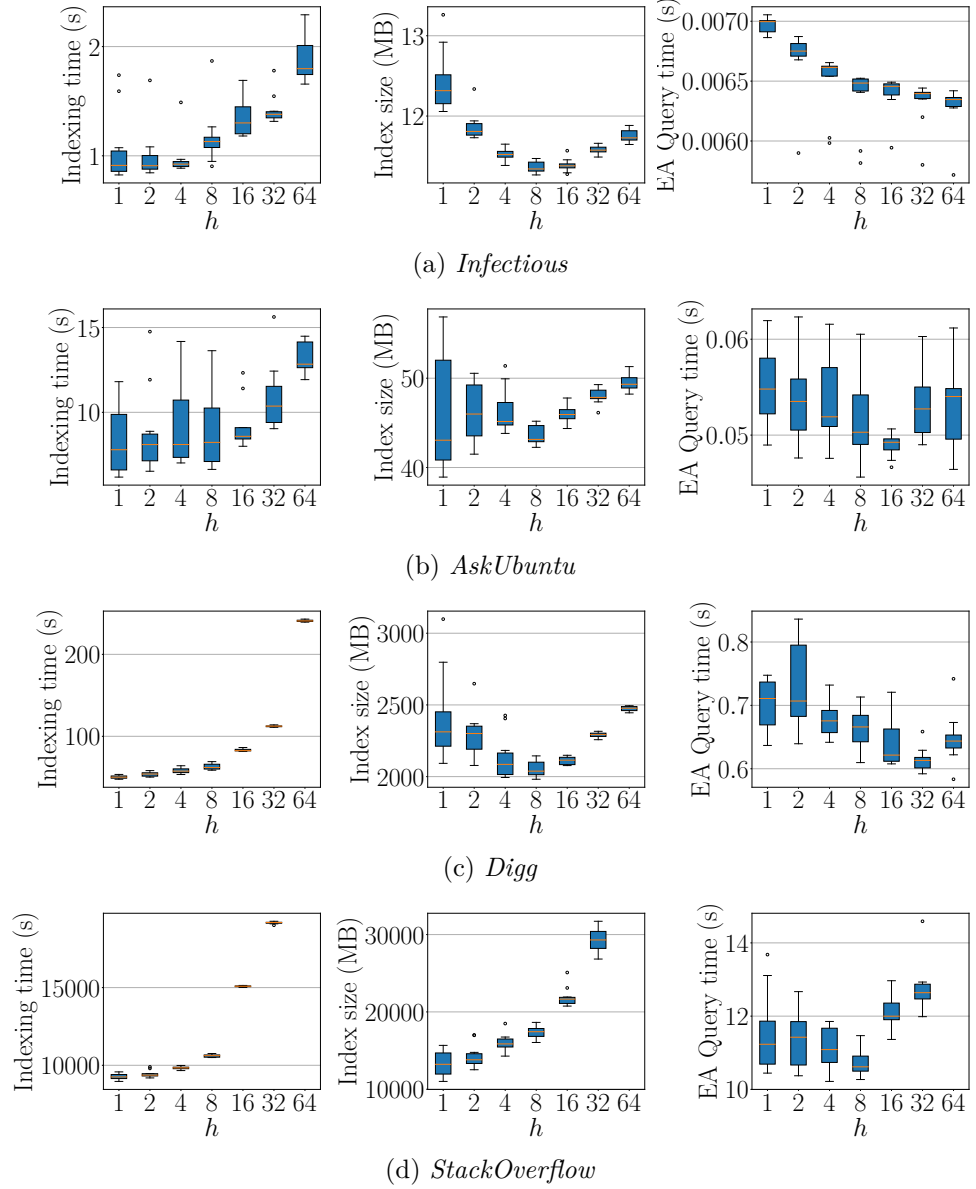 Indexing time (s)
2
1
1 2 4 8 16 32 64
h
Index size (MB)
13
12
1 2 4 8 16 32 64
h
EA Query time (s)
0.0070
0.0065
0.0060
1 2 4 8 16 32 64
h
(a) Infectious
Indexing time (s)
15
10
1 2 4 8 16 32 64
h
Index size (MB)
50
40
1 2 4 8 16 32 64
h
EA Query time (s)
0.06
0.05
1 2 4 8 16 32 64
h
(b) AskUbuntu
Indexing time (s)
200
100
1 2 4 8 16 32 64
h
Index size (MB)
3000
2500
2000
1 2 4 8 16 32 64
h
EA Query time (s)
0.8
0.7
0.6
1 2 4 8 16 32 64
h
(c) Digg
Indexing time (s)
15000
10000
1 2 4 8 16 32 64
h
Index size (MB)
30000
20000
10000
1 2 4 8 16 32 64
h
EA Query time (s)
14
12
10
1 2 4 8 16 32 64
h
(d) StackOverflow